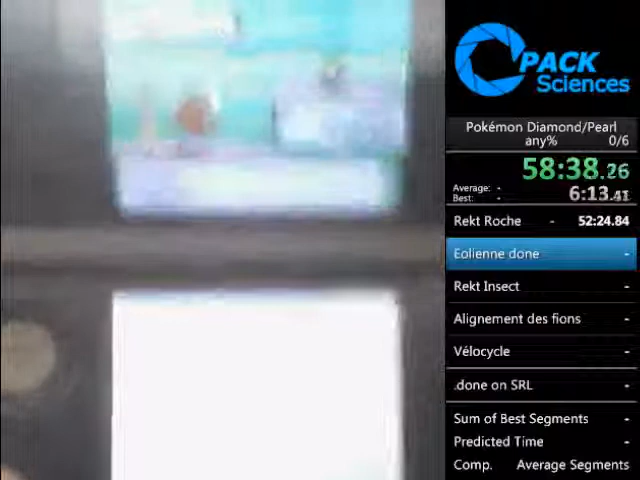 PACK
Sciences
Pokémon Diamond/Pearl
any% 0/6
58:38.26
Average: -
Best: - 6:13.41
Rekt Roche - 52:24.84
Eolienne done -
Rekt Insect -
Alignement des fions -
Vélocycle -
.done on SRL -
Sum of Best Segments -
Predicted Time -
Comp. Average Segments